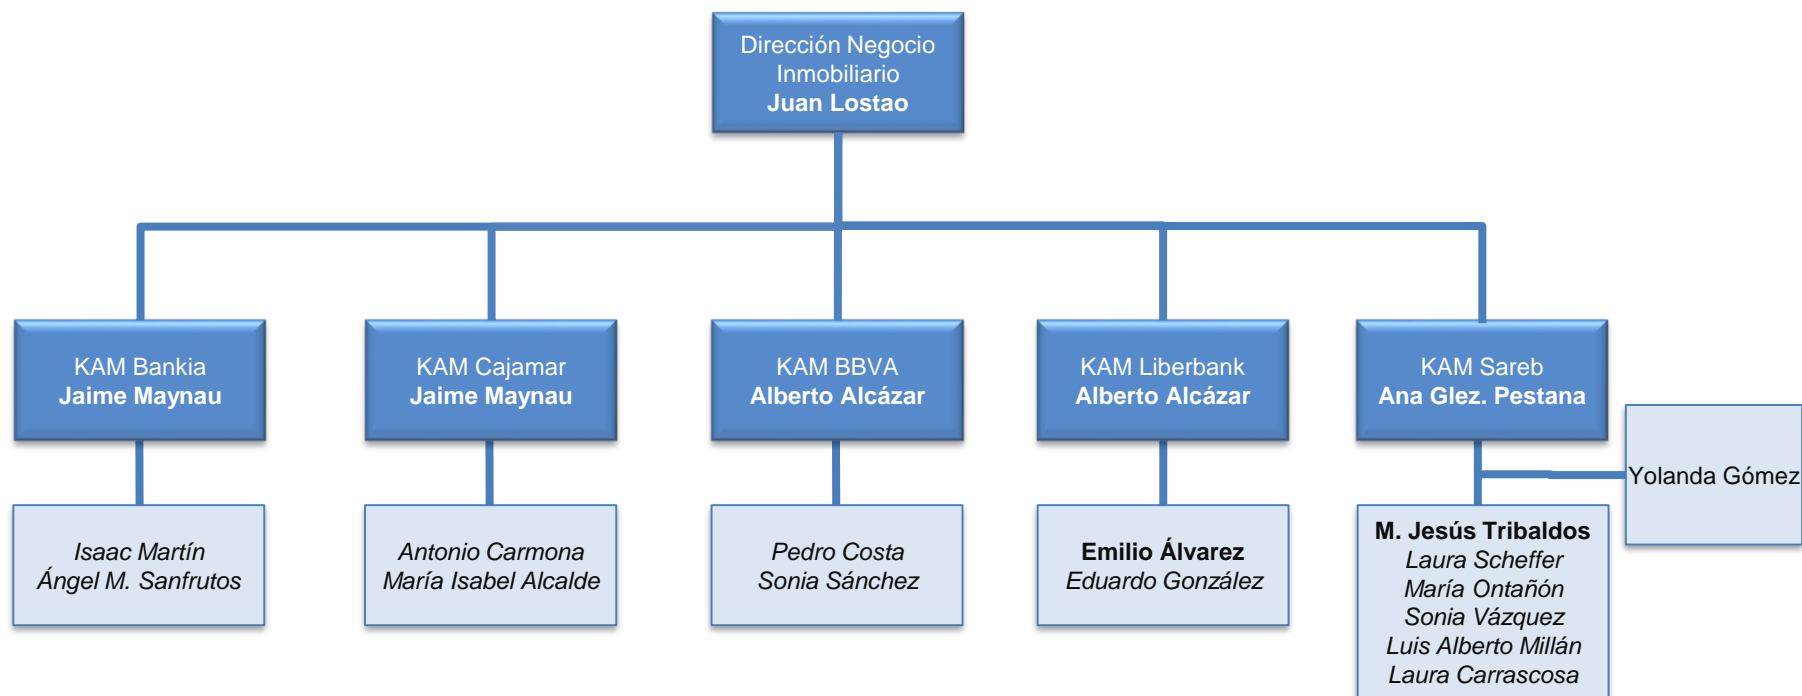 Dirección Negocio
Inmobiliario
Juan Lostao
KAM Bankia
Jaime Maynau
KAM Cajamar
Jaime Maynau
KAM BBVA
Alberto Alcázar
KAM Liberbank
Alberto Alcázar
KAM Sareb
Ana Glez. Pestana
Yolanda Gómez
Isaac Martín
Ángel M. Sanfrutos
Antonio Carmona
María Isabel Alcalde
Pedro Costa
Sonia Sánchez
Emilio Álvarez
Eduardo González
M. Jesús Tribaldos
Laura Scheffer
María Ontañón
Sonia Vázquez
Luis Alberto Millán
Laura Carrascosa